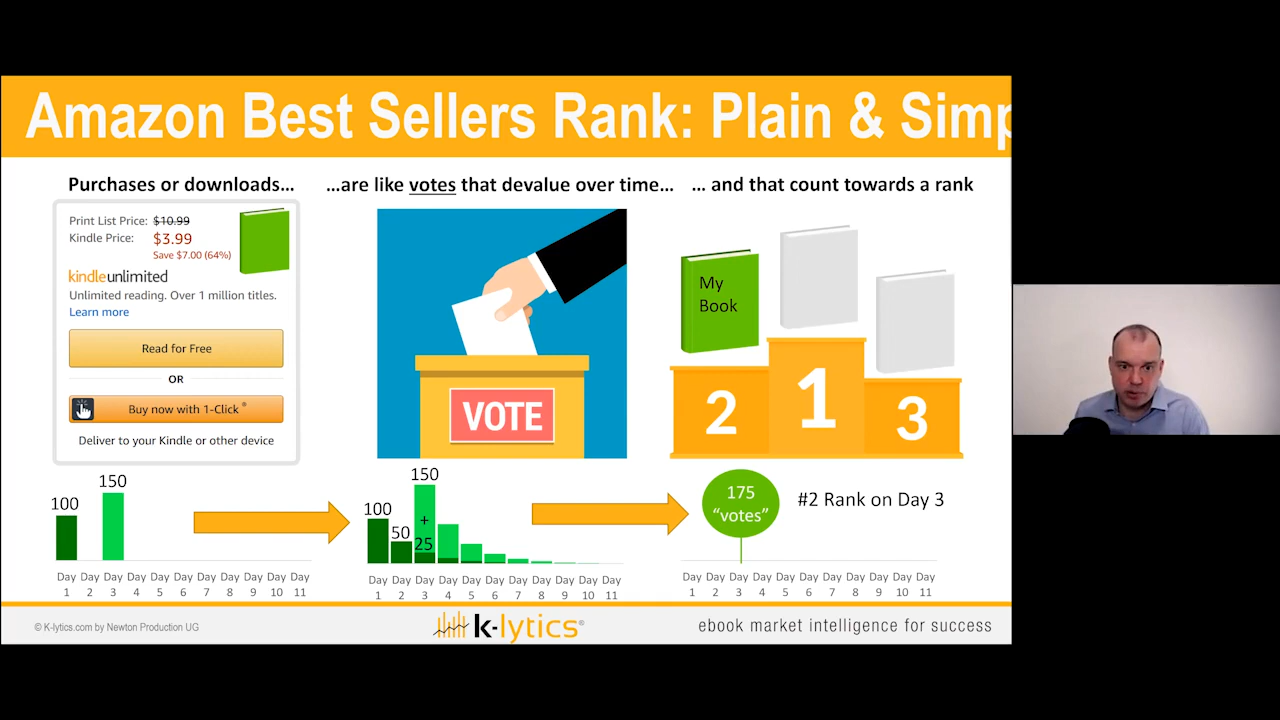 Amazon Best Sellers Rank: Plain & Simp
Purchases or downloads...
...are like votes that devalue over time...
... and that count towards a rank
Print List Price: $10.99
Kindle Price: $3.99
Save $7.00 (64%)
kindleunlimited
Unlimited reading. Over 1 million titles.
Learn more
Read for Free
OR
Buy now with 1-Click ®
Deliver to your Kindle or other device
VOTE
My
Book
2
1
3
100
150
Day Day Day Day Day Day Day Day Day Day Day
1 2 3 4 5 6 7 8 9 10 11
100
50
150
+
25
Day Day Day Day Day Day Day Day Day Day Day
1 2 3 4 5 6 7 8 9 10 11
175
“votes”
#2 Rank on Day 3
Day Day Day Day Day Day Day Day Day Day Day
1 2 3 4 5 6 7 8 9 10 11
© K-lytics.com by Newton Production UG
k-lytics®
ebook market intelligence for success